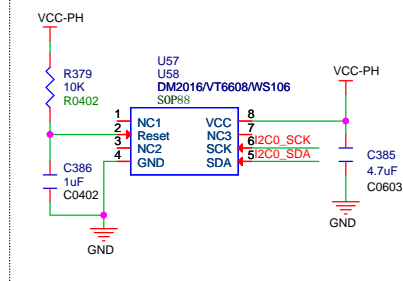 VCC-PH
R379
10K
R0402
C386
1uF
C0402
GND
U57
U58
DM2016/VT6608/WS106
SOP88
1 NC1
2 Reset
3 NC2
4 GND
VCC 8
NC3 7
SCK 6 I2C0_SCK
SDA 5 I2C0_SDA
VCC-PH
C385
4.7uF
C0603
GND